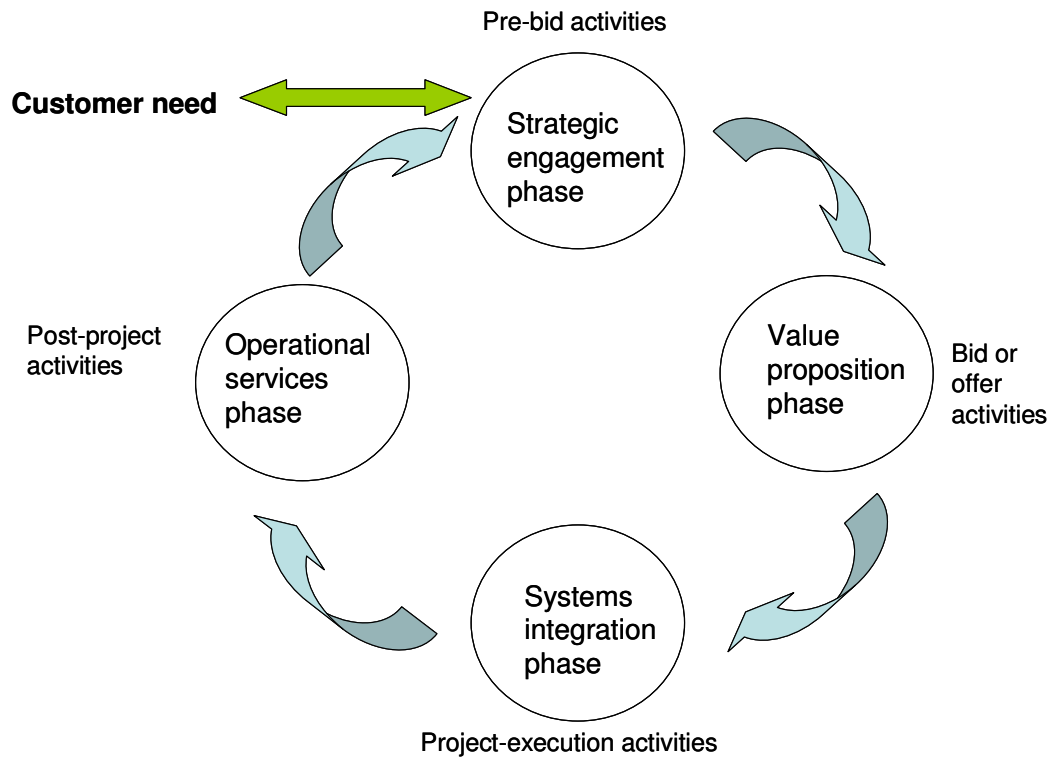 Pre-bid activities
Customer need
Strategic
engagement
phase
Value
proposition
phase
Bid or
offer
activities
Systems
integration
phase
Project-execution activities
Operational
services
phase
Post-project
activities